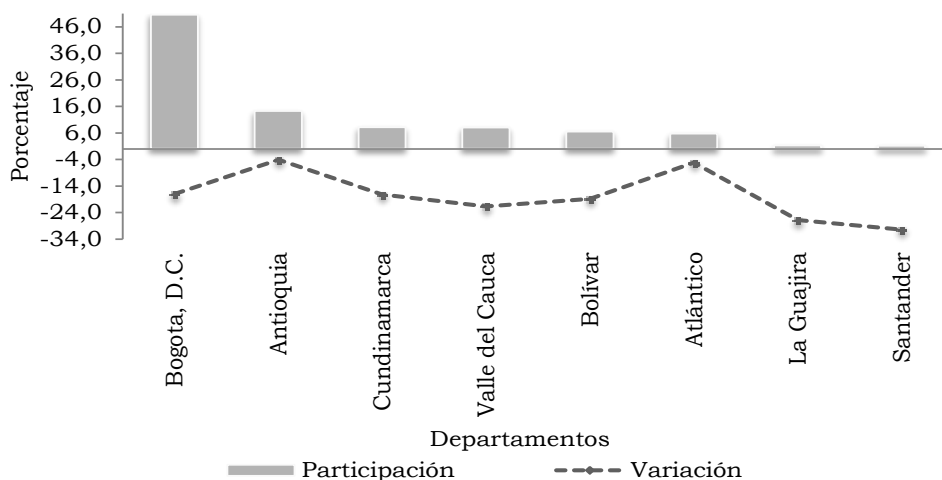 46,0
36,0
26,0
16,0
6,0
-4,0
-14,0
-24,0
-34,0
Porcentaje
Bogota, D.C.
Antioquia
Cundinamarca
Valle del Cauca
Bolívar
Atlántico
La Guajira
Santander
Departamentos
Participación
Variación